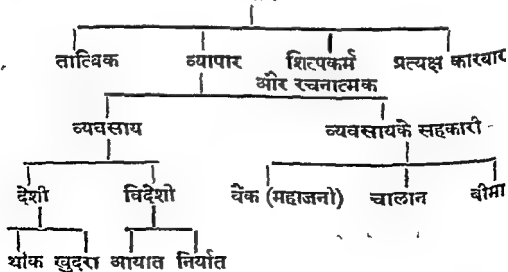 तात्विक व्यापार शिल्पकर्म प्रत्यक्ष कारवार
और रचनात्मक
व्यवसाय व्यवसायके सहकारी
देशी विदेशी बैंक (महाजनी) चालान बीमा
थोक खुदरा आयात निर्यात